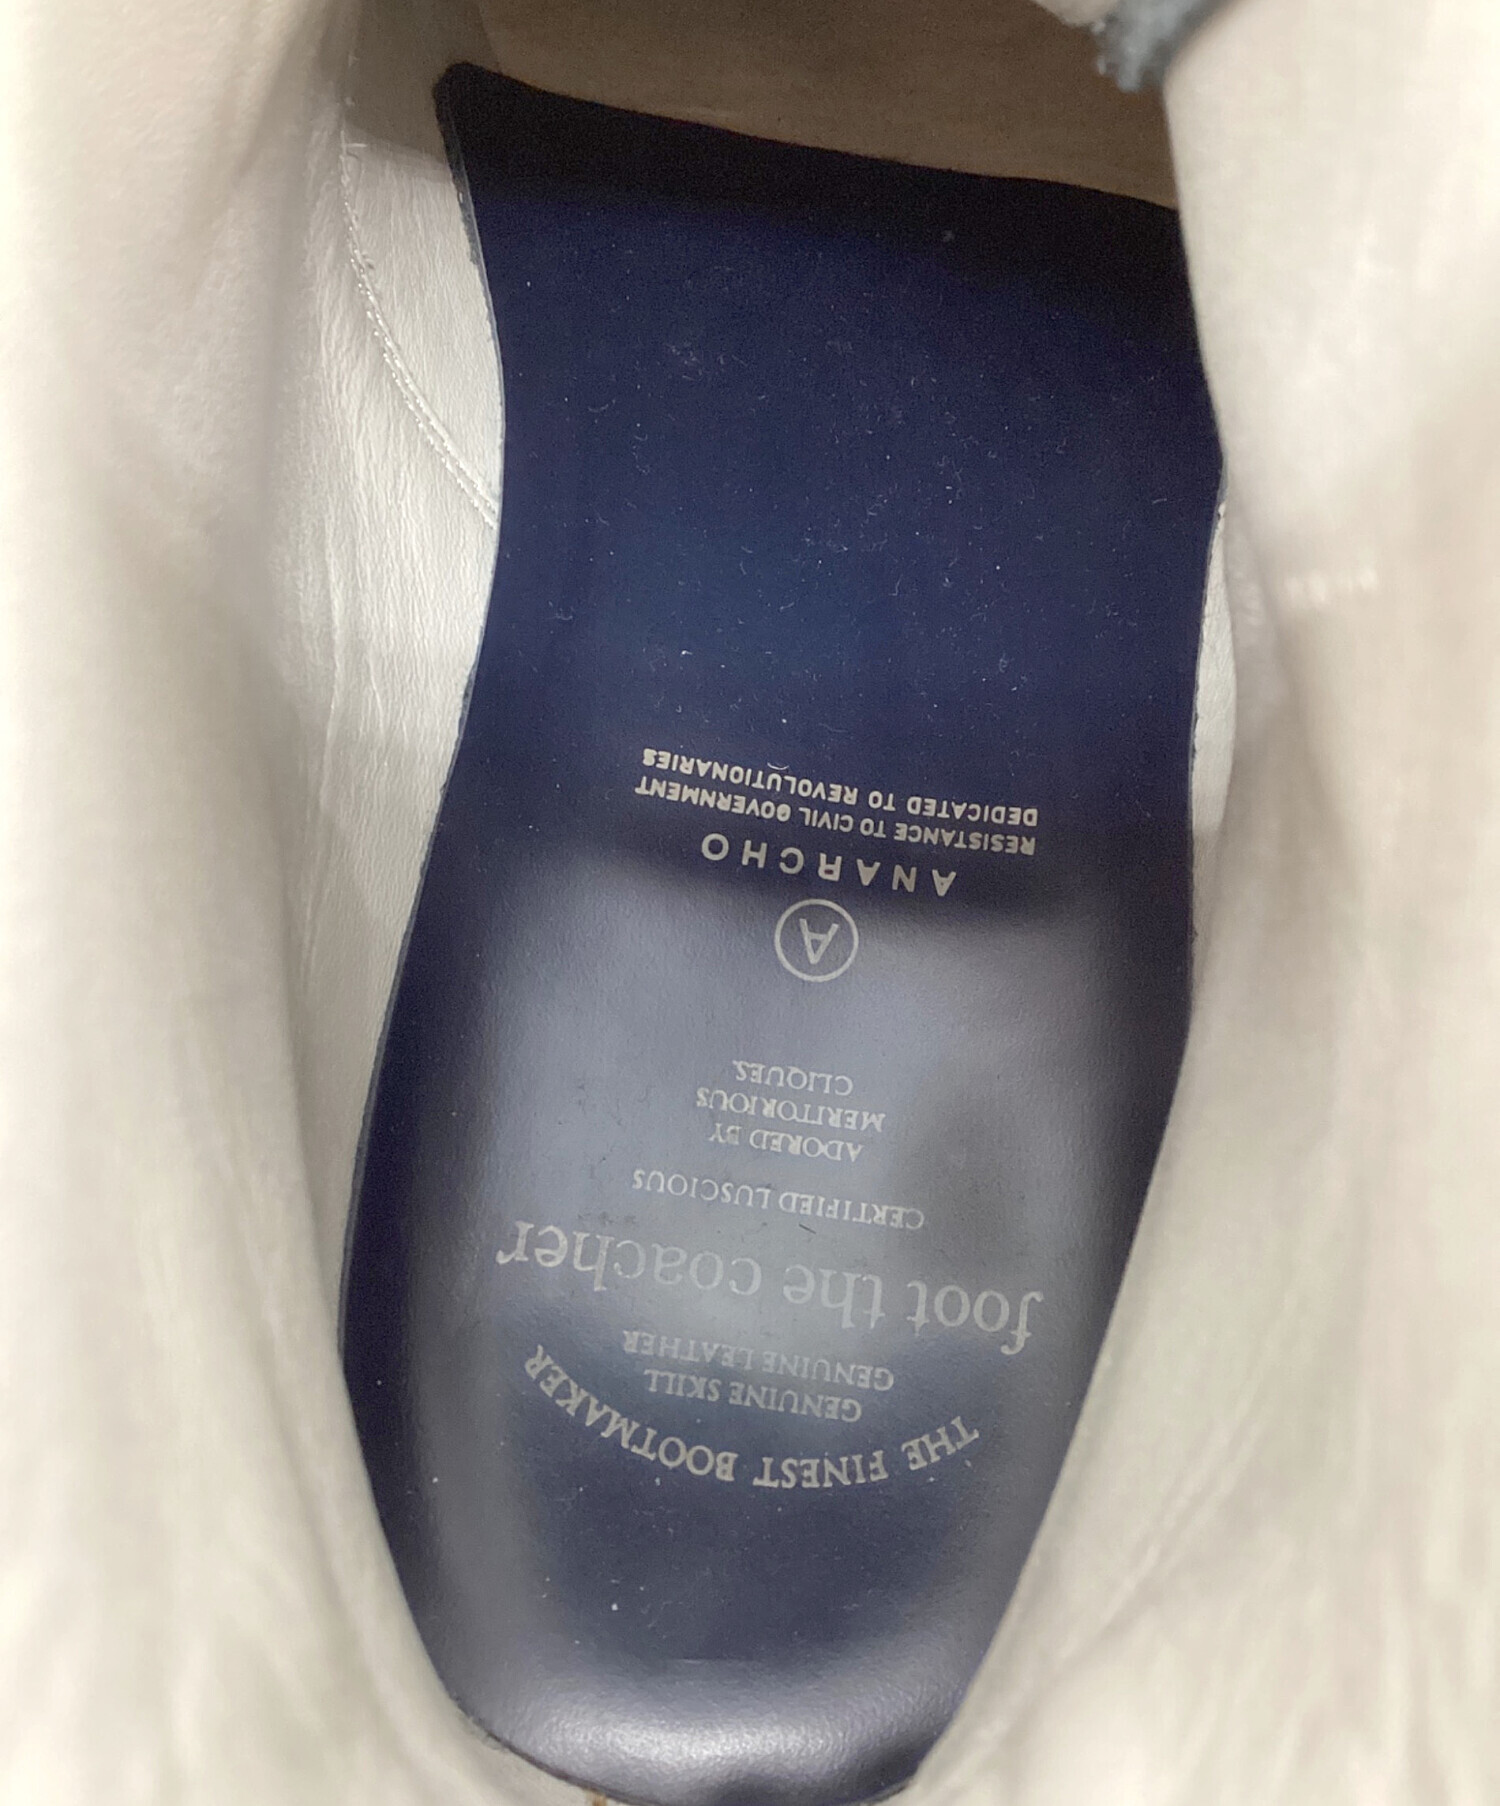 THE FINEST BOOTMAKER
GENUINE SKILL
GENUINE LEATHER
foot the coacher
CERTIFIED LUSCIOUS
ADORED BY
MERITORIOUS
CLIQUES
A
ANARCHO
RESISTANCE TO CIVIL GOVERNMENT
DEDICATED TO REVOLUTIONARIES